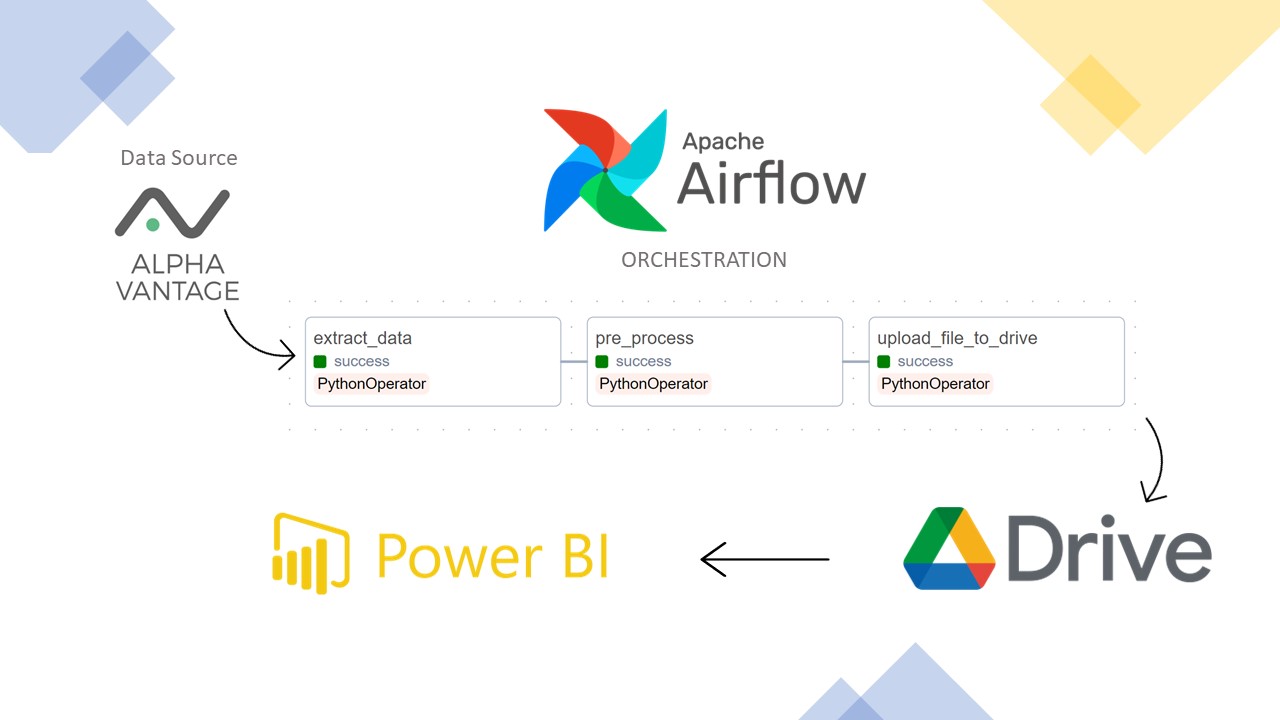 Data Source
ALPHA
VANTAGE
Apache
Airflow
ORCHESTRATION
extract_data
success
PythonOperator
pre_process
success
PythonOperator
upload_file_to_drive
success
PythonOperator
Power BI
Drive